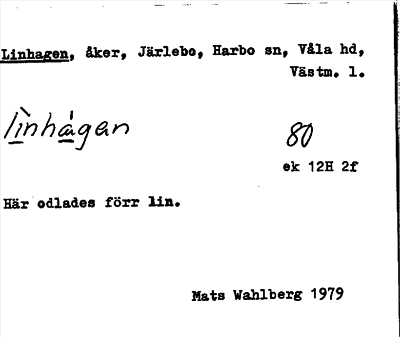 Linhagen, åker, Järlebo, Harbo sn, Våla hd,
Västm. l.
lìnhágan 80
ek 12H 2f
Här odlades förr lin.
Mats Wahlberg 1979